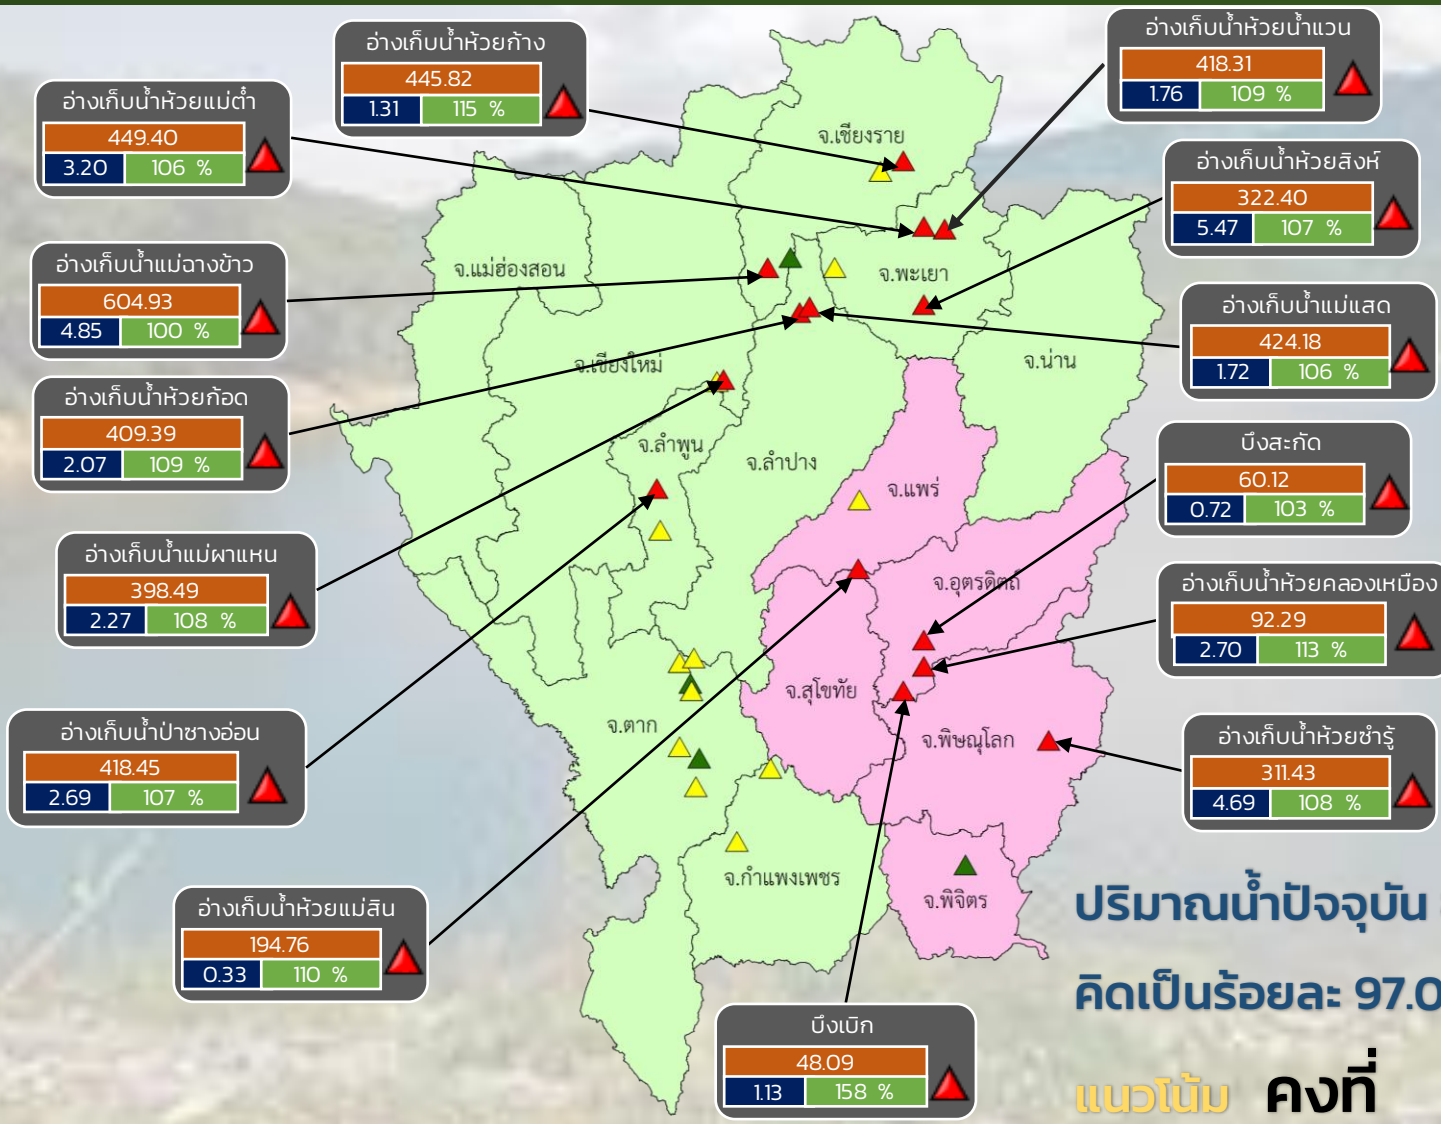 อ่างเก็บน้ำห้วยก้าง
445.82
1.31 115 %
อ่างเก็บน้ำห้วยน้ำแวน
418.31
1.76 109 %
อ่างเก็บน้ำห้วยแม่ต่ำ
449.40
3.20 106 %
อ่างเก็บน้ำห้วยสิงห์
322.40
5.47 107 %
อ่างเก็บน้ำแม่ฉางข้าว
604.93
4.85 100 %
อ่างเก็บน้ำแม่แสด
424.18
1.72 106 %
อ่างเก็บน้ำห้วยก้อด
409.39
2.07 109 %
บึงสะกัด
60.12
0.72 103 %
อ่างเก็บน้ำแม่ผาแหน
398.49
2.27 108 %
อ่างเก็บน้ำห้วยคลองเหมือง
92.29
2.70 113 %
อ่างเก็บน้ำป่าซางอ่อน
418.45
2.69 107 %
อ่างเก็บน้ำห้วยซำรู้
311.43
4.69 108 %
อ่างเก็บน้ำห้วยแม่สิน
194.76
0.33 110 %
บึงเบิก
48.09
1.13 158 %
จ.เชียงราย
จ.แม่ฮ่องสอน
จ.พะเยา
จ.เชียงใหม่
จ.น่าน
จ.ลำพูน
จ.ลำปาง
จ.แพร่
จ.อุตรดิตถ์
จ.สุโขทัย
จ.ตาก
จ.พิษณุโลก
จ.กำแพงเพชร
จ.พิจิตร
ปริมาณน้ำปัจจุบัน
คิดเป็นร้อยละ 97.0
แนวโน้ม คงที่